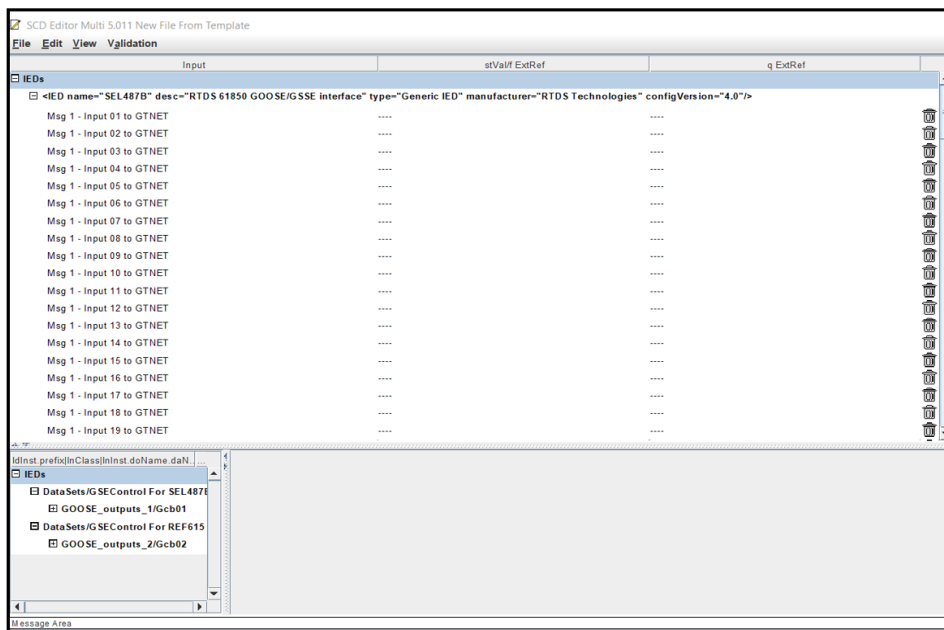 SCD Editor Multi 5.011 New File From Template
File Edit View Validation
Input stVal/f ExtRef q ExtRef
IEDs
<IED name="SEL487B" desc="RTDS 61850 GOOSE/GSSE interface" type="Generic IED" manufacturer="RTDS Technologies" configVersion="4.0"/>
Msg 1 - Input 01 to GTNET ---- ----
Msg 1 - Input 02 to GTNET ---- ----
Msg 1 - Input 03 to GTNET ---- ----
Msg 1 - Input 04 to GTNET ---- ----
Msg 1 - Input 05 to GTNET ---- ----
Msg 1 - Input 06 to GTNET ---- ----
Msg 1 - Input 07 to GTNET ---- ----
Msg 1 - Input 08 to GTNET ---- ----
Msg 1 - Input 09 to GTNET ---- ----
Msg 1 - Input 10 to GTNET ---- ----
Msg 1 - Input 11 to GTNET ---- ----
Msg 1 - Input 12 to GTNET ---- ----
Msg 1 - Input 13 to GTNET ---- ----
Msg 1 - Input 14 to GTNET ---- ----
Msg 1 - Input 15 to GTNET ---- ----
Msg 1 - Input 16 to GTNET ---- ----
Msg 1 - Input 17 to GTNET ---- ----
Msg 1 - Input 18 to GTNET ---- ----
Msg 1 - Input 19 to GTNET ---- ----
ldInst.prefix|lnClass|lnInst.doName.daN... ...
IEDs
DataSets/GSEControl For SEL487B
GOOSE_outputs_1/Gcb01
DataSets/GSEControl For REF615
GOOSE_outputs_2/Gcb02
Message Area